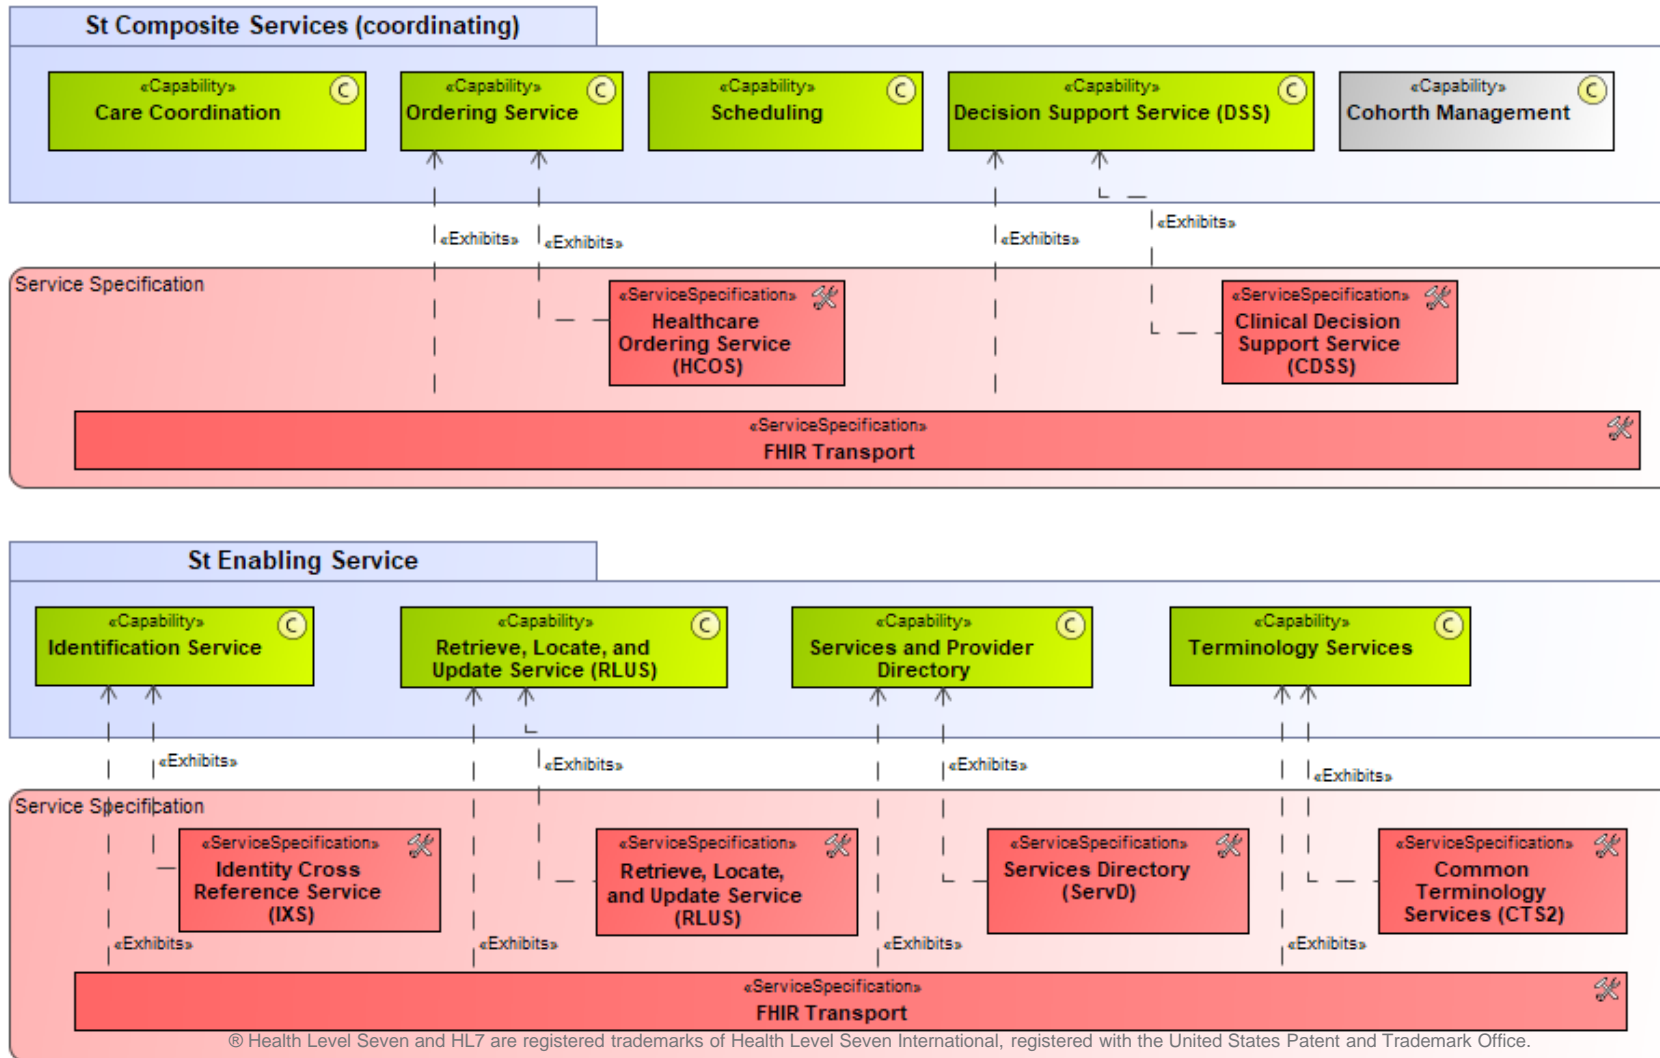 St Composite Services (coordinating)
«Capability»
Care Coordination
C
«Capability»
Ordering Service
C
«Capability»
Scheduling
C
«Capability»
Decision Support Service (DSS)
C
«Capability»
Cohorth Management
C
«Exhibits»
«Exhibits»
«Exhibits»
«Exhibits»
Service Specification
«ServiceSpecification»
Healthcare
Ordering Service
(HCOS)
«ServiceSpecification»
Clinical Decision
Support Service
(CDSS)
«ServiceSpecification»
FHIR Transport
St Enabling Service
«Capability»
Identification Service
C
«Capability»
Retrieve, Locate, and
Update Service (RLUS)
C
«Capability»
Services and Provider
Directory
C
«Capability»
Terminology Services
C
«Exhibits»
«Exhibits»
«Exhibits»
«Exhibits»
Service Specification
«ServiceSpecification»
Identity Cross
Reference Service
(IXS)
«ServiceSpecification»
Retrieve, Locate,
and Update Service
(RLUS)
«ServiceSpecification»
Services Directory
(ServD)
«ServiceSpecification»
Common
Terminology
Services (CTS2)
«Exhibits»
«Exhibits»
«Exhibits»
«Exhibits»
«ServiceSpecification»
FHIR Transport
® Health Level Seven and HL7 are registered trademarks of Health Level Seven International, registered with the United States Patent and Trademark Office.